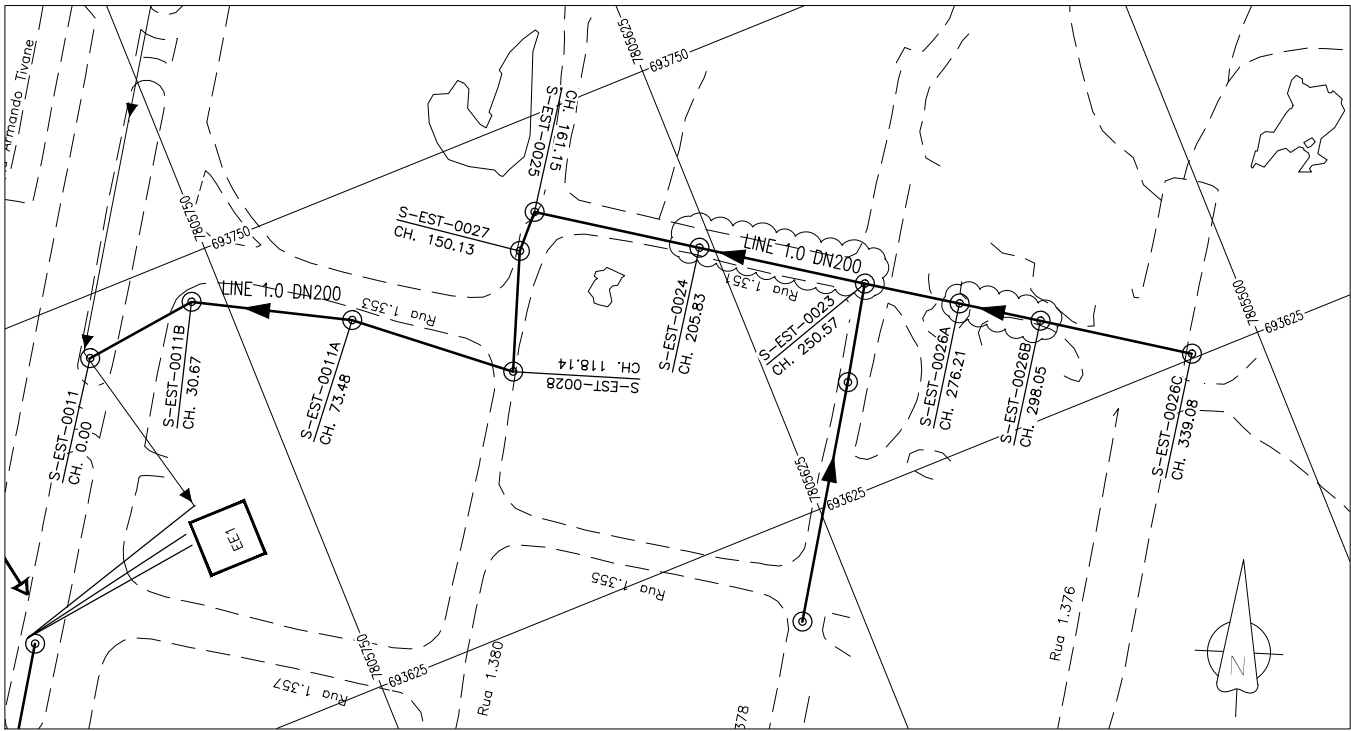 Armando Tivane
7805625
693750
CH. 161.15
S-EST-0025
7805750
693750
S-EST-0027
CH. 150.13
LINE 1.0 DN200
Rua 1.351
LINE 1.0 DN200
Rua 1.353
7805500
693625
S-EST-0011
CH. 0.00
S-EST-0011B
CH. 30.67
S-EST-0011A
CH. 73.48
S-EST-0028
CH. 118.14
S-EST-0024
CH. 205.83
S-EST-0023
CH. 250.57
S-EST-0026A
CH. 276.21
S-EST-0026B
CH. 298.05
S-EST-0026C
CH. 339.08
7805625
693625
EE1
Rua 1.355
Rua 1.376
7805750
693625
Rua 1.357
Rua 1.380
378
N